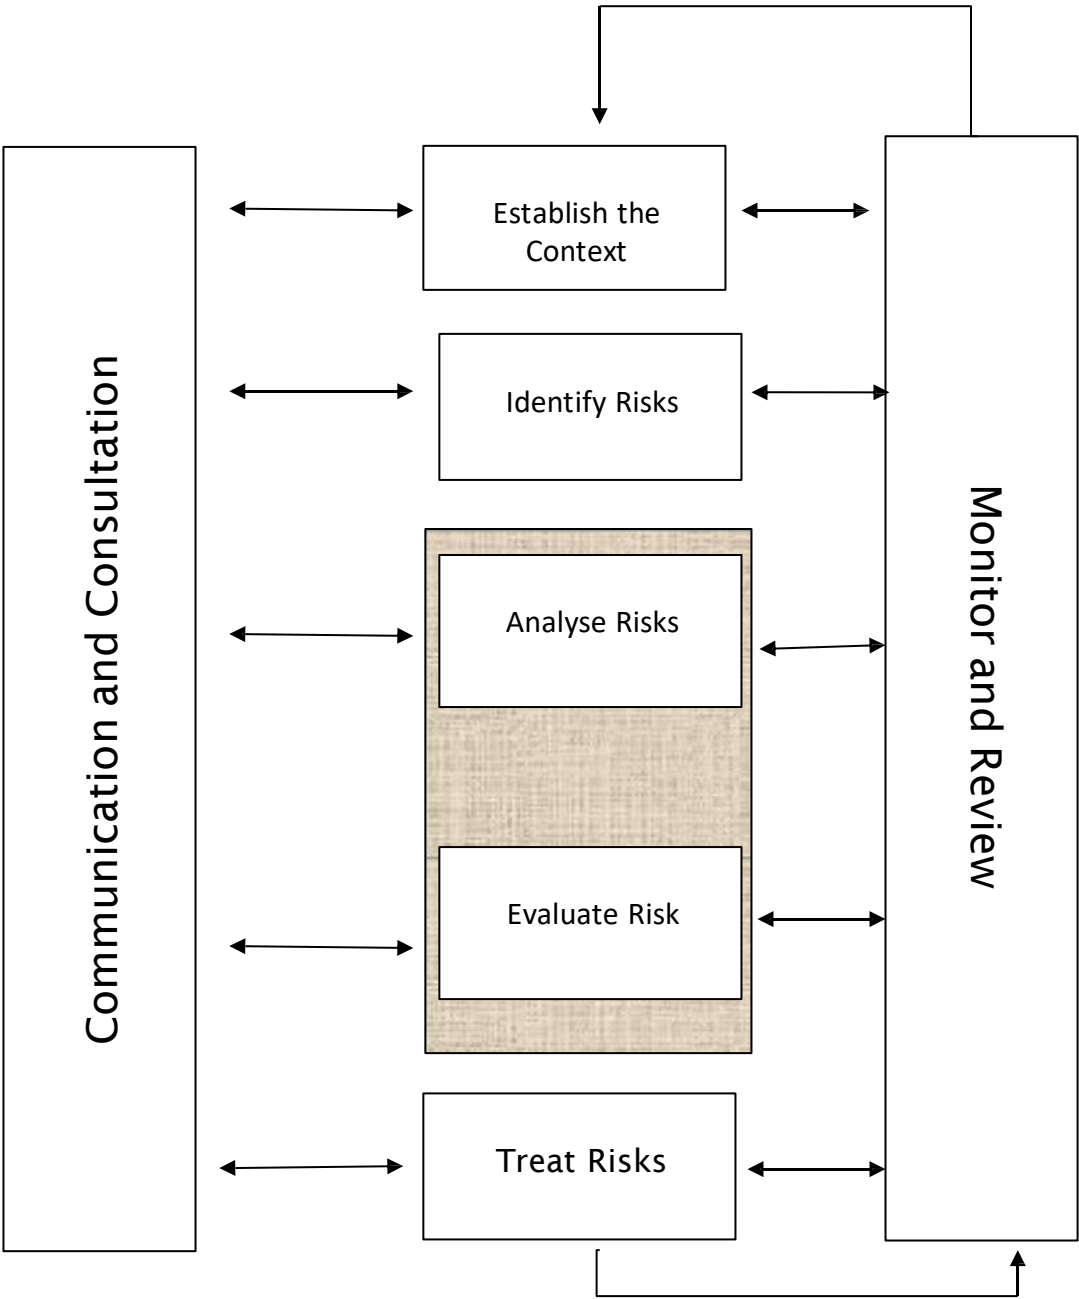 Communication and Consultation
Establish the
Context
Identify Risks
Analyse Risks
Evaluate Risk
Treat Risks
Monitor and Review